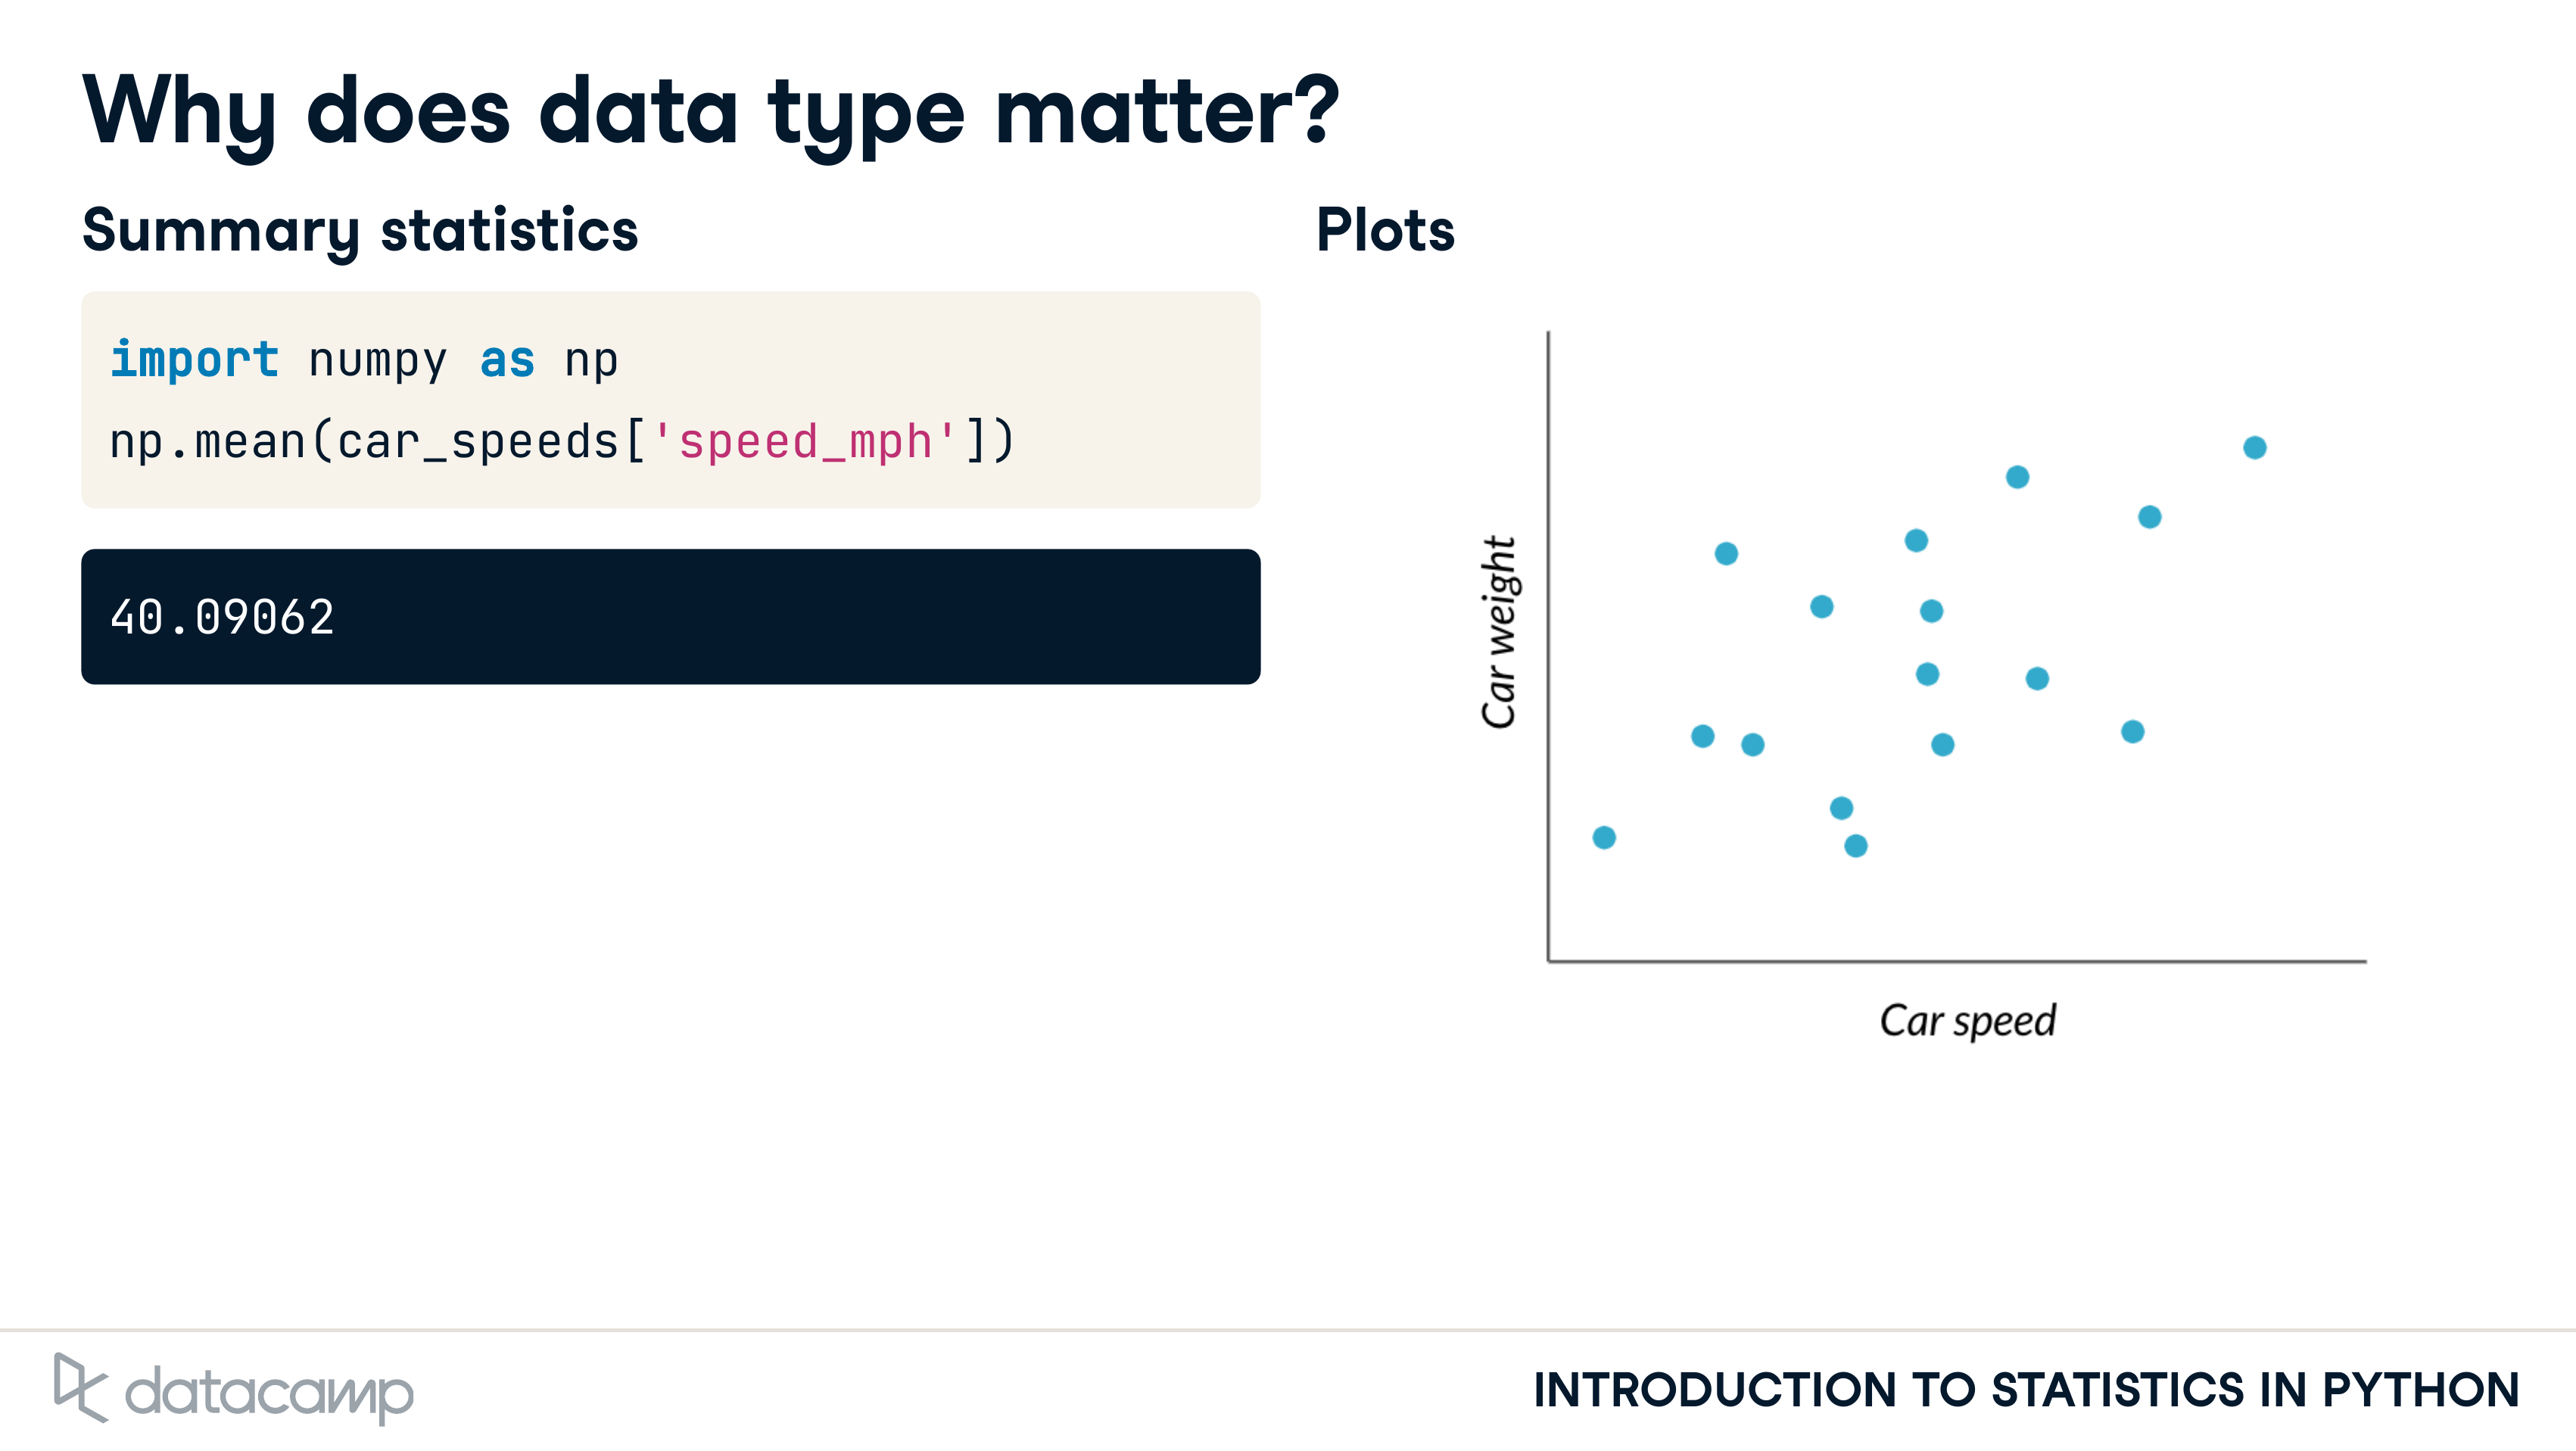 Why does data type matter?
Summary statistics
import numpy as np
np.mean(car_speeds['speed_mph'])
40.09062
Plots
Car weight
Car speed
datacamp
INTRODUCTION TO STATISTICS IN PYTHON